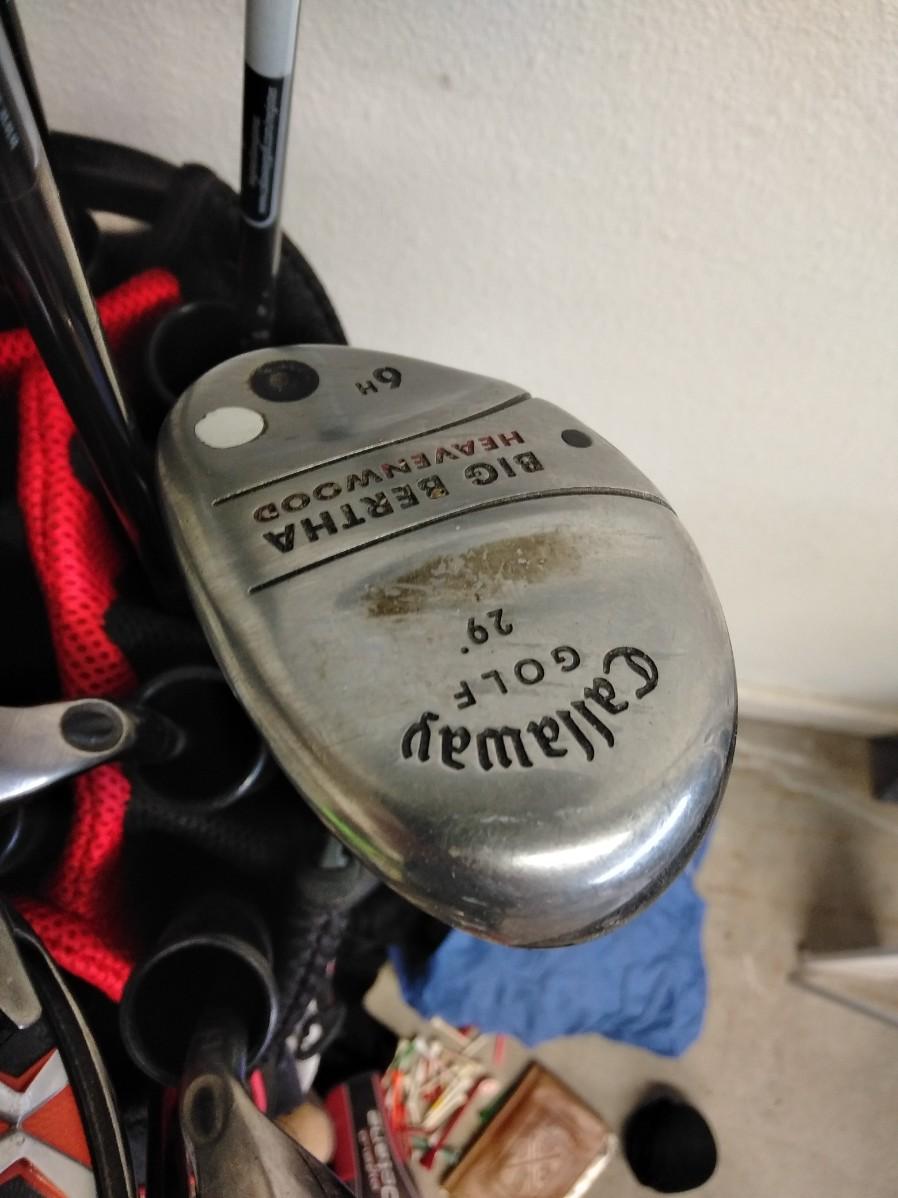 Callaway
GOLF
29°
BIG BERTHA
HEAVENWOOD
6H